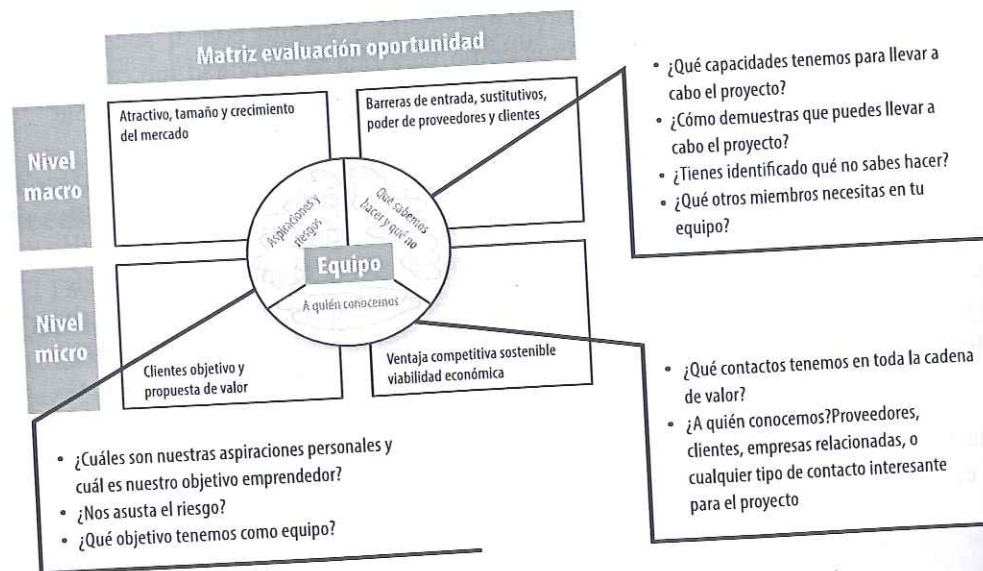 Matriz evaluación oportunidad
Nivel
macro
Atractivo, tamaño y crecimiento
del mercado
Barreras de entrada, sustitutivos,
poder de proveedores y clientes
Aspiraciones y
riesgos
Qué sabemos
hacer y qué no
Equipo
A quién conocemos
Nivel
micro
Clientes objetivo y
propuesta de valor
Ventaja competitiva sostenible
viabilidad económica
• ¿Qué capacidades tenemos para llevar a
cabo el proyecto?
• ¿Cómo demuestras que puedes llevar a
cabo el proyecto?
• ¿Tienes identificado qué no sabes hacer?
• ¿Qué otros miembros necesitas en tu
equipo?
• ¿Qué contactos tenemos en toda la cadena
de valor?
• ¿A quién conocemos?Proveedores,
clientes, empresas relacionadas, o
cualquier tipo de contacto interesante
para el proyecto
• ¿Cuáles son nuestras aspiraciones personales y
cuál es nuestro objetivo emprendedor?
• ¿Nos asusta el riesgo?
• ¿Qué objetivo tenemos como equipo?